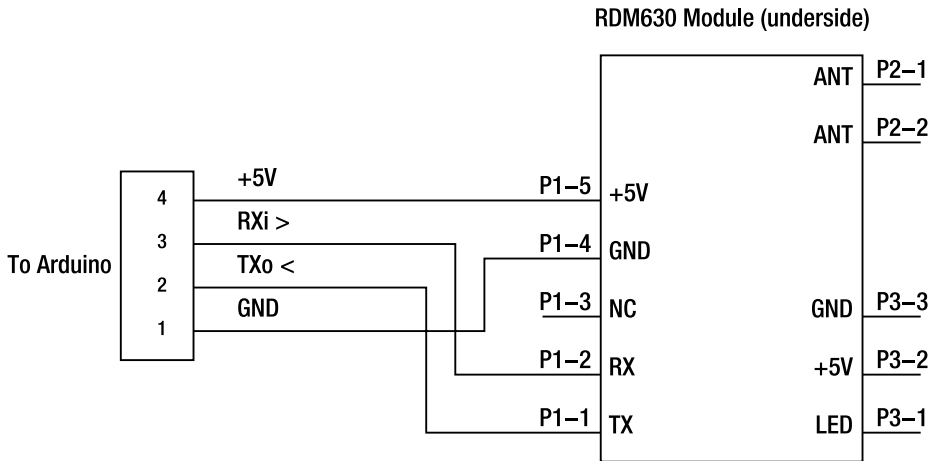 RDM630 Module (underside)
ANT P2–1
ANT P2–2
+5V
4
P1–5 +5V
RXi >
3
P1–4 GND
To Arduino
TXo <
2
GND
1
P1–3 NC
GND P3–3
P1–2 RX
+5V P3–2
P1–1 TX
LED P3–1